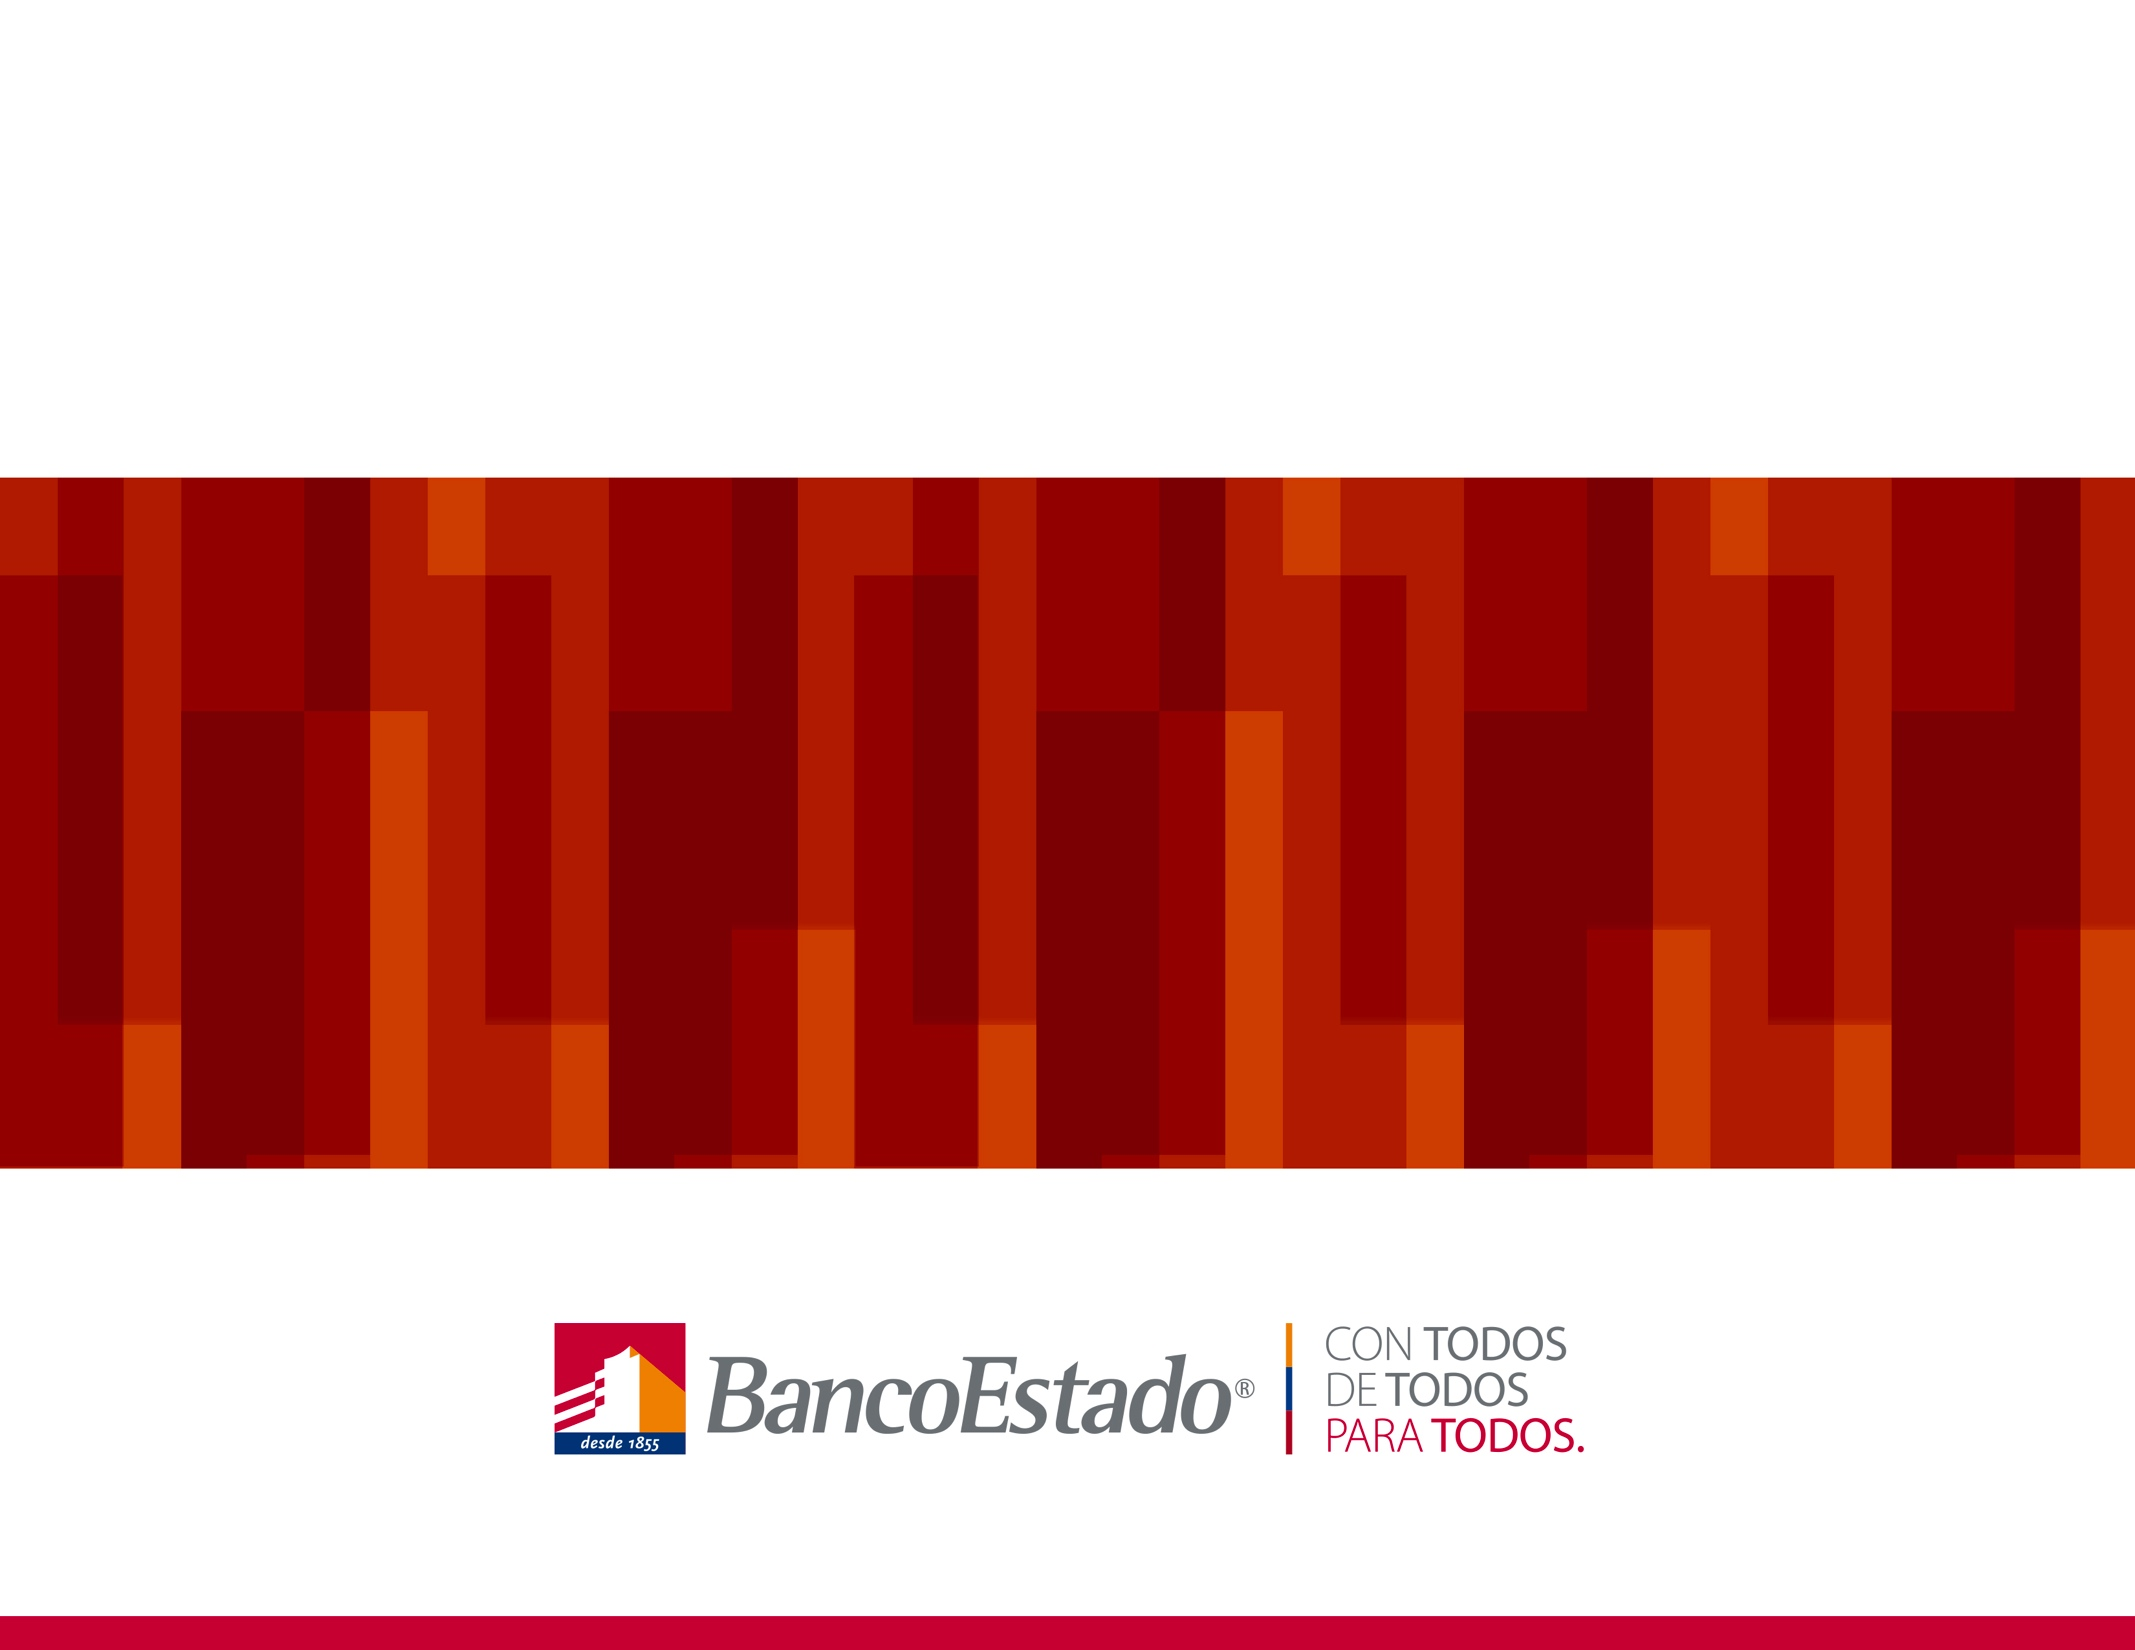 desde 1855
BancoEstado®
CON TODOS
DE TODOS
PARA TODOS.